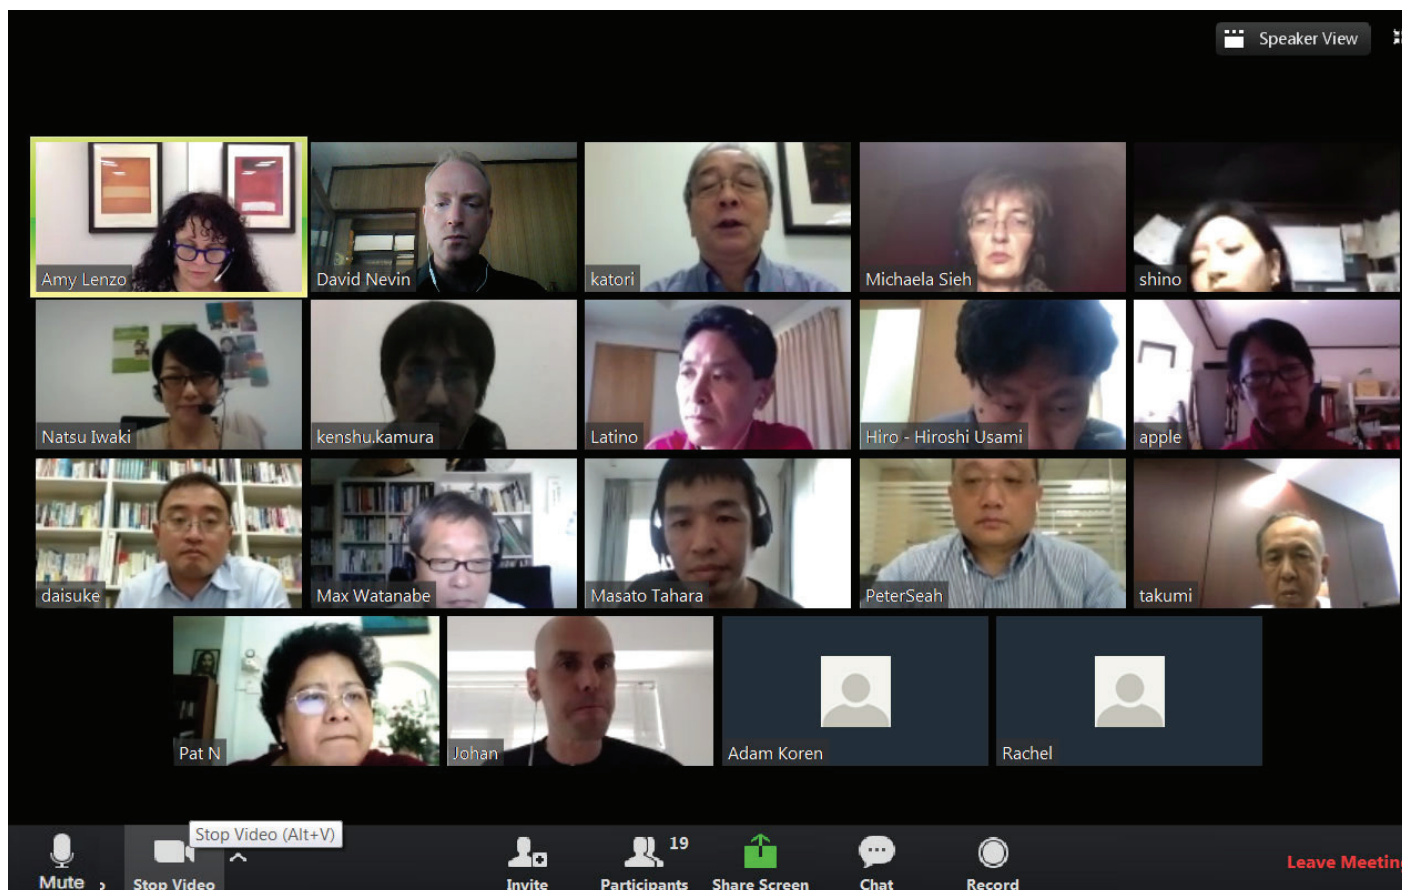 Speaker View
Amy Lenzo
David Nevin
katori
Michaela Sieh
shino
Natsu Iwaki
kenshu.kamura
Latino
Hiro - Hiroshi Usami
apple
daisuke
Max Watanabe
Masato Tahara
PeterSeah
takumi
Pat N
Johan
Adam Koren
Rachel
Stop Video (Alt+V)
19
Mute
Stop Video
Invite
Participants
Share Screen
Chat
Record
Leave Meeting